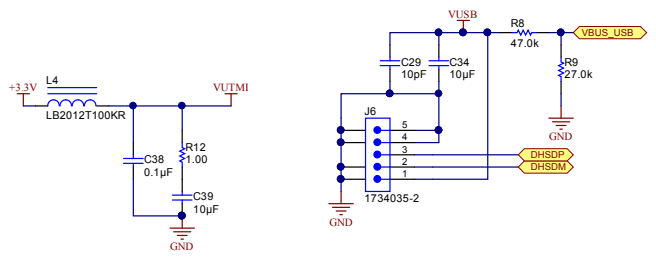 VUSB
R8
47.0k
VBUS_USB
C29
10pF
C34
10µF
R9
27.0k
GND
L4
+3.3V
LB2012T100KR
VUTMI
C38
0.1µF
R12
1.00
C39
10µF
GND
J6
5
4
3
2
1
DHSDP
DHSDM
1734035-2
GND